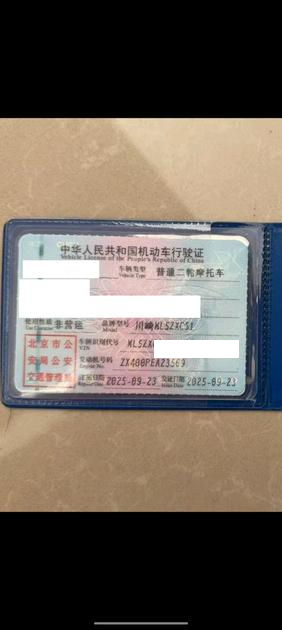 中华人民共和国机动车行驶证
Vehicle License of the People's Republic of China
车辆类型 普通二轮摩托车
Vehicle Type
使用性质 非营运 品牌型号 川崎KLSZXCS1
Use Character Model
北京市公 车辆识别代号 KLSZX
VIN
安局公安 发动机号码 ZX400PEA23569
Engine No.
交通管理局 注册日期 2025-09-23 发证日期 2025-09-23
Register Date Issue Date